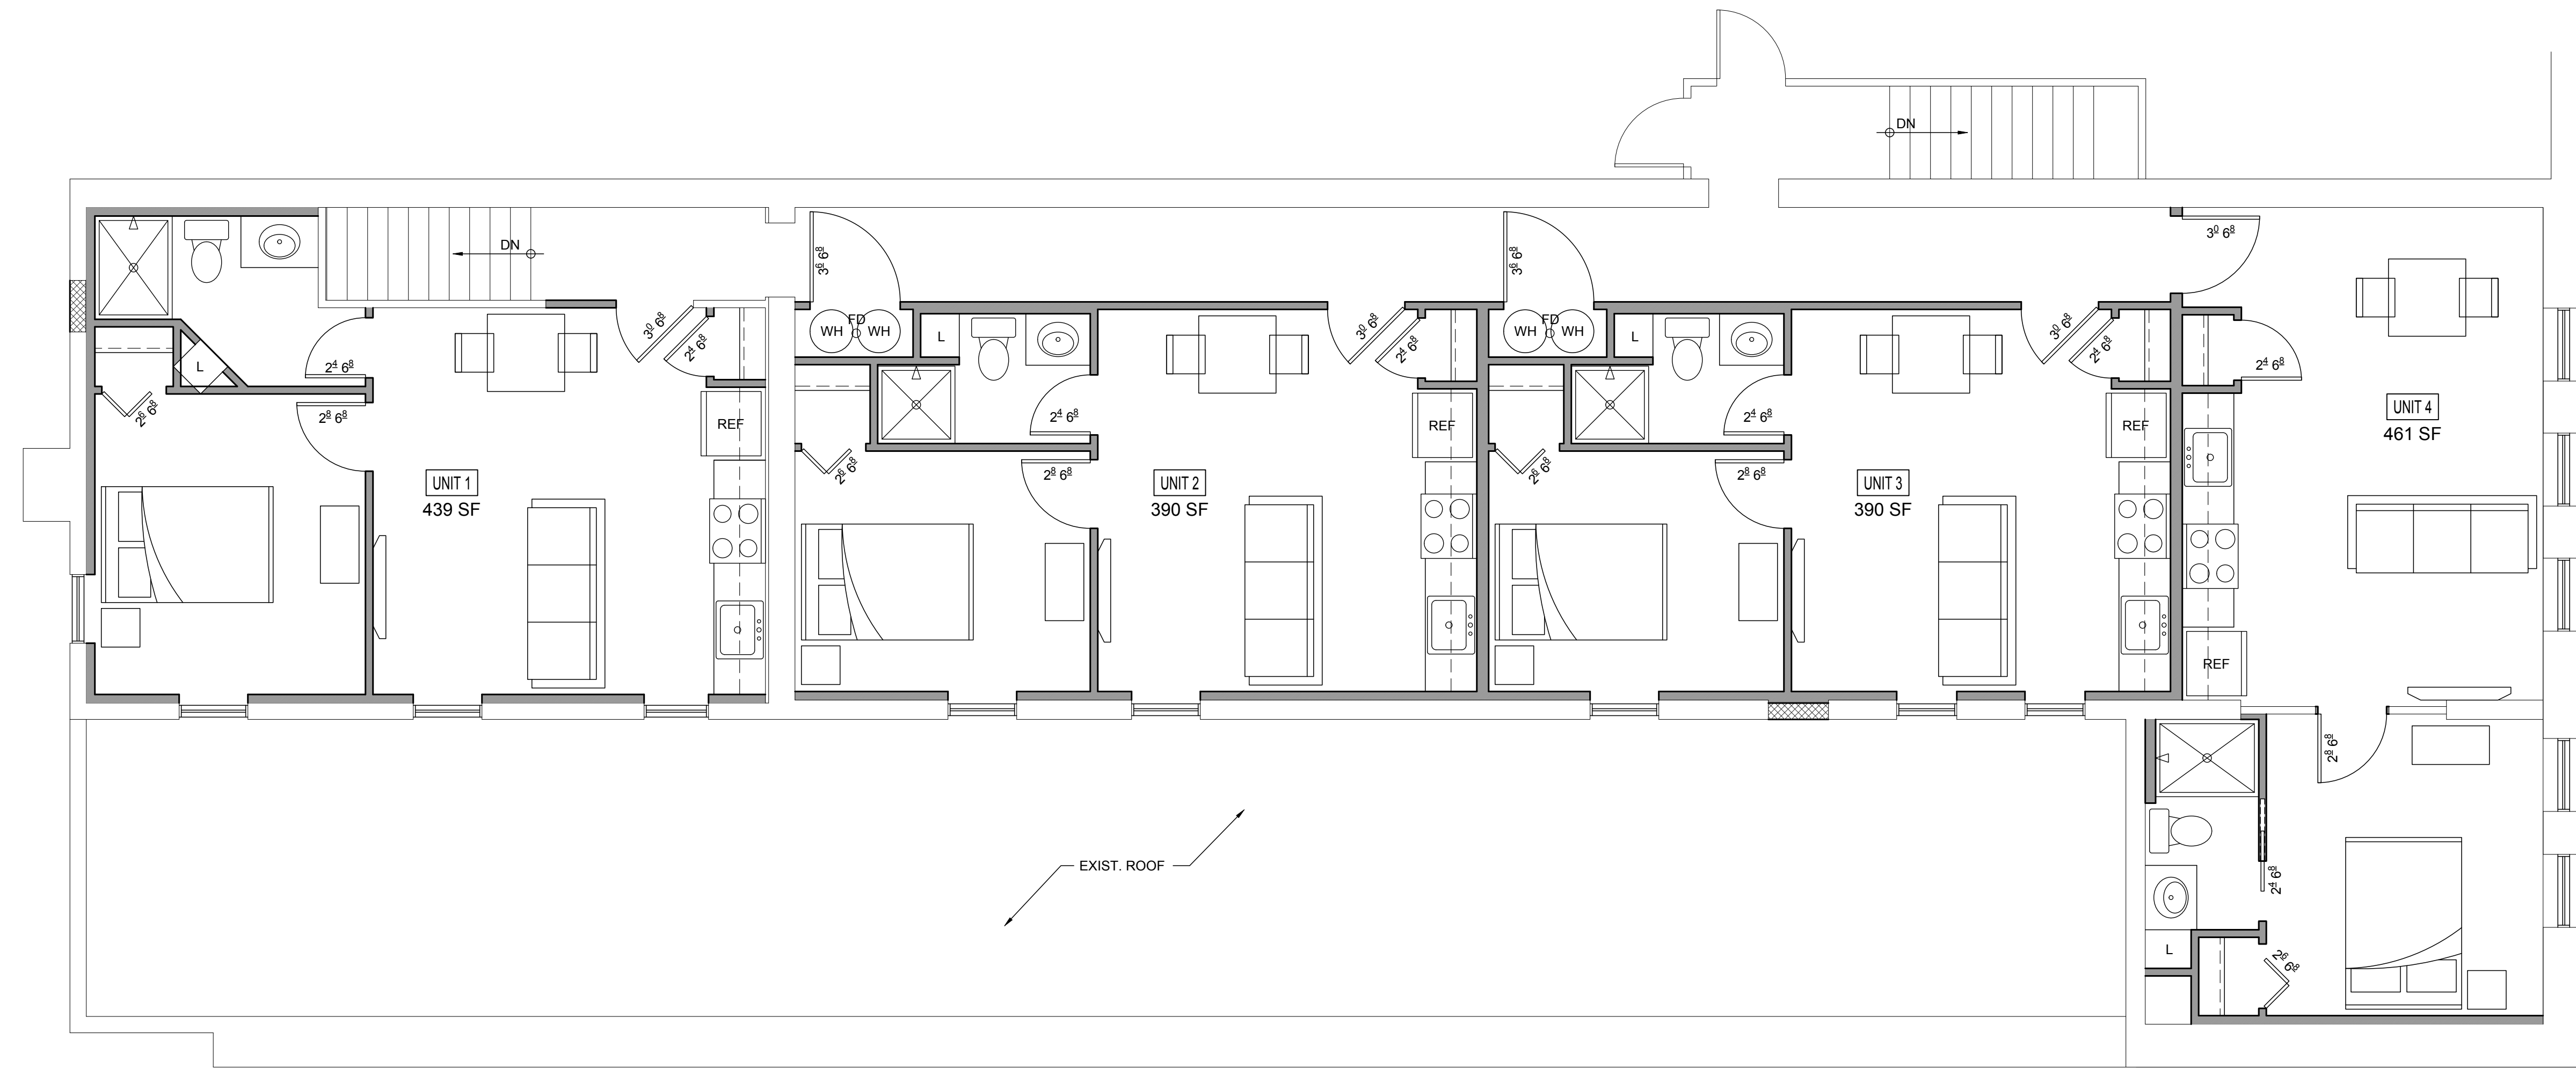 DN
DN
3⁶ 6⁸
3⁶ 6⁸
3⁰ 6⁸
WH
FD
WH
L
3⁰ 6⁸
2⁴ 6⁸
WH
FD
WH
L
3⁰ 6⁸
2⁴ 6⁸
3⁰ 6⁸
2⁴ 6⁸
L
2⁴ 6⁸
2⁴ 6⁸
2⁶ 6⁸
2⁸ 6⁸
REF
2⁴ 6⁸
REF
2⁴ 6⁸
REF
UNIT 4
461 SF
2⁶ 6⁸
2⁸ 6⁸
2⁶ 6⁸
2⁸ 6⁸
UNIT 1
439 SF
UNIT 2
390 SF
UNIT 3
390 SF
REF
2⁸ 6⁸
EXIST. ROOF
2⁴ 6⁸
L
2⁶ 6⁸